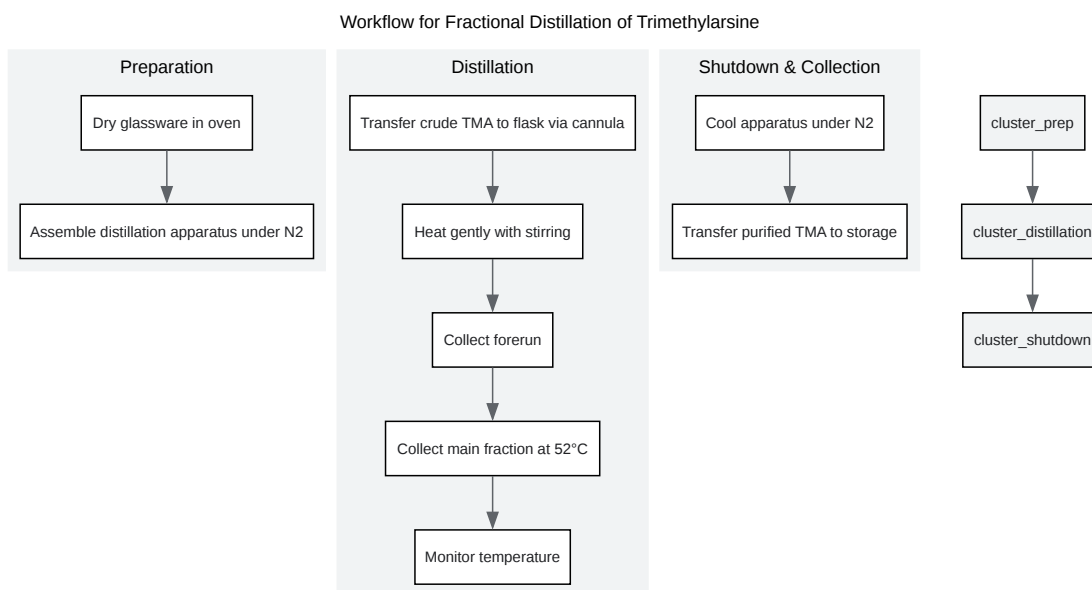 Workflow for Fractional Distillation of Trimethylarsine
Preparation
Dry glassware in oven
Assemble distillation apparatus under N2
Distillation
Transfer crude TMA to flask via cannula
Heat gently with stirring
Collect forerun
Collect main fraction at 52°C
Monitor temperature
Shutdown & Collection
Cool apparatus under N2
Transfer purified TMA to storage
cluster_prep
cluster_distillation
cluster_shutdown